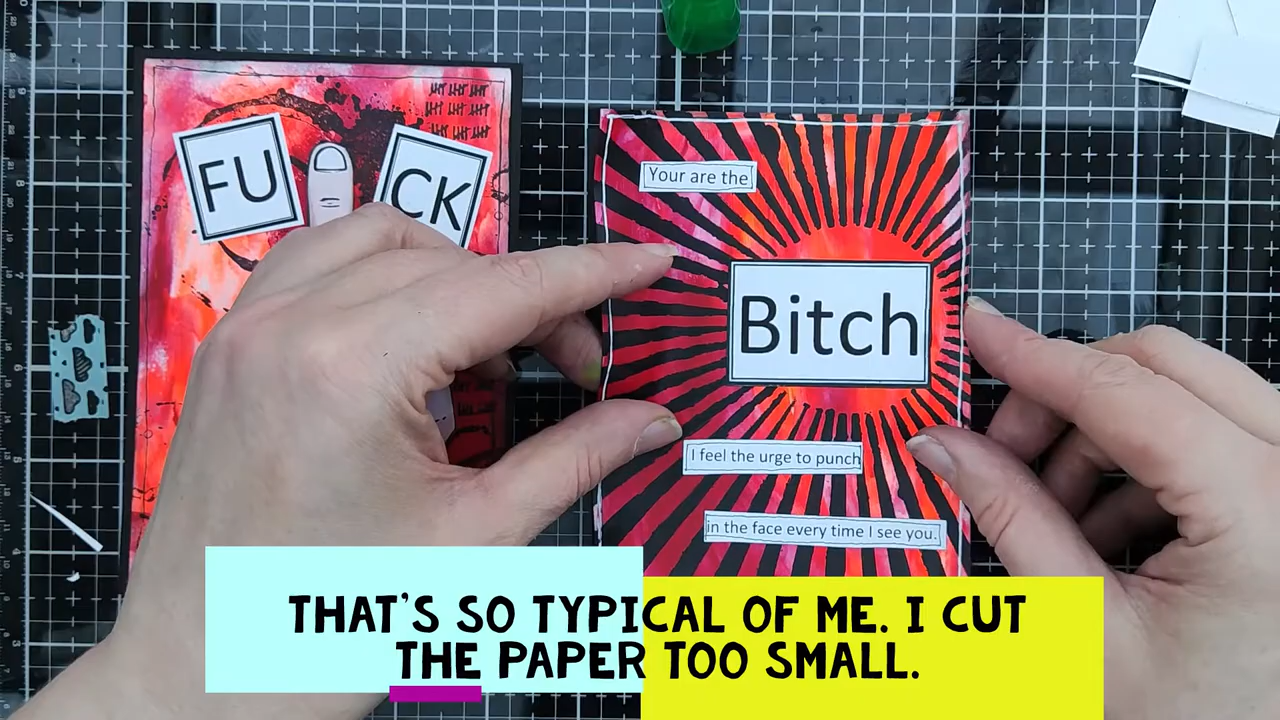 FU
CK
Your are the
Bitch
I feel the urge to punch
in the face every time I see you.
THAT'S SO TYPICAL OF ME. I CUT
THE PAPER TOO SMALL.